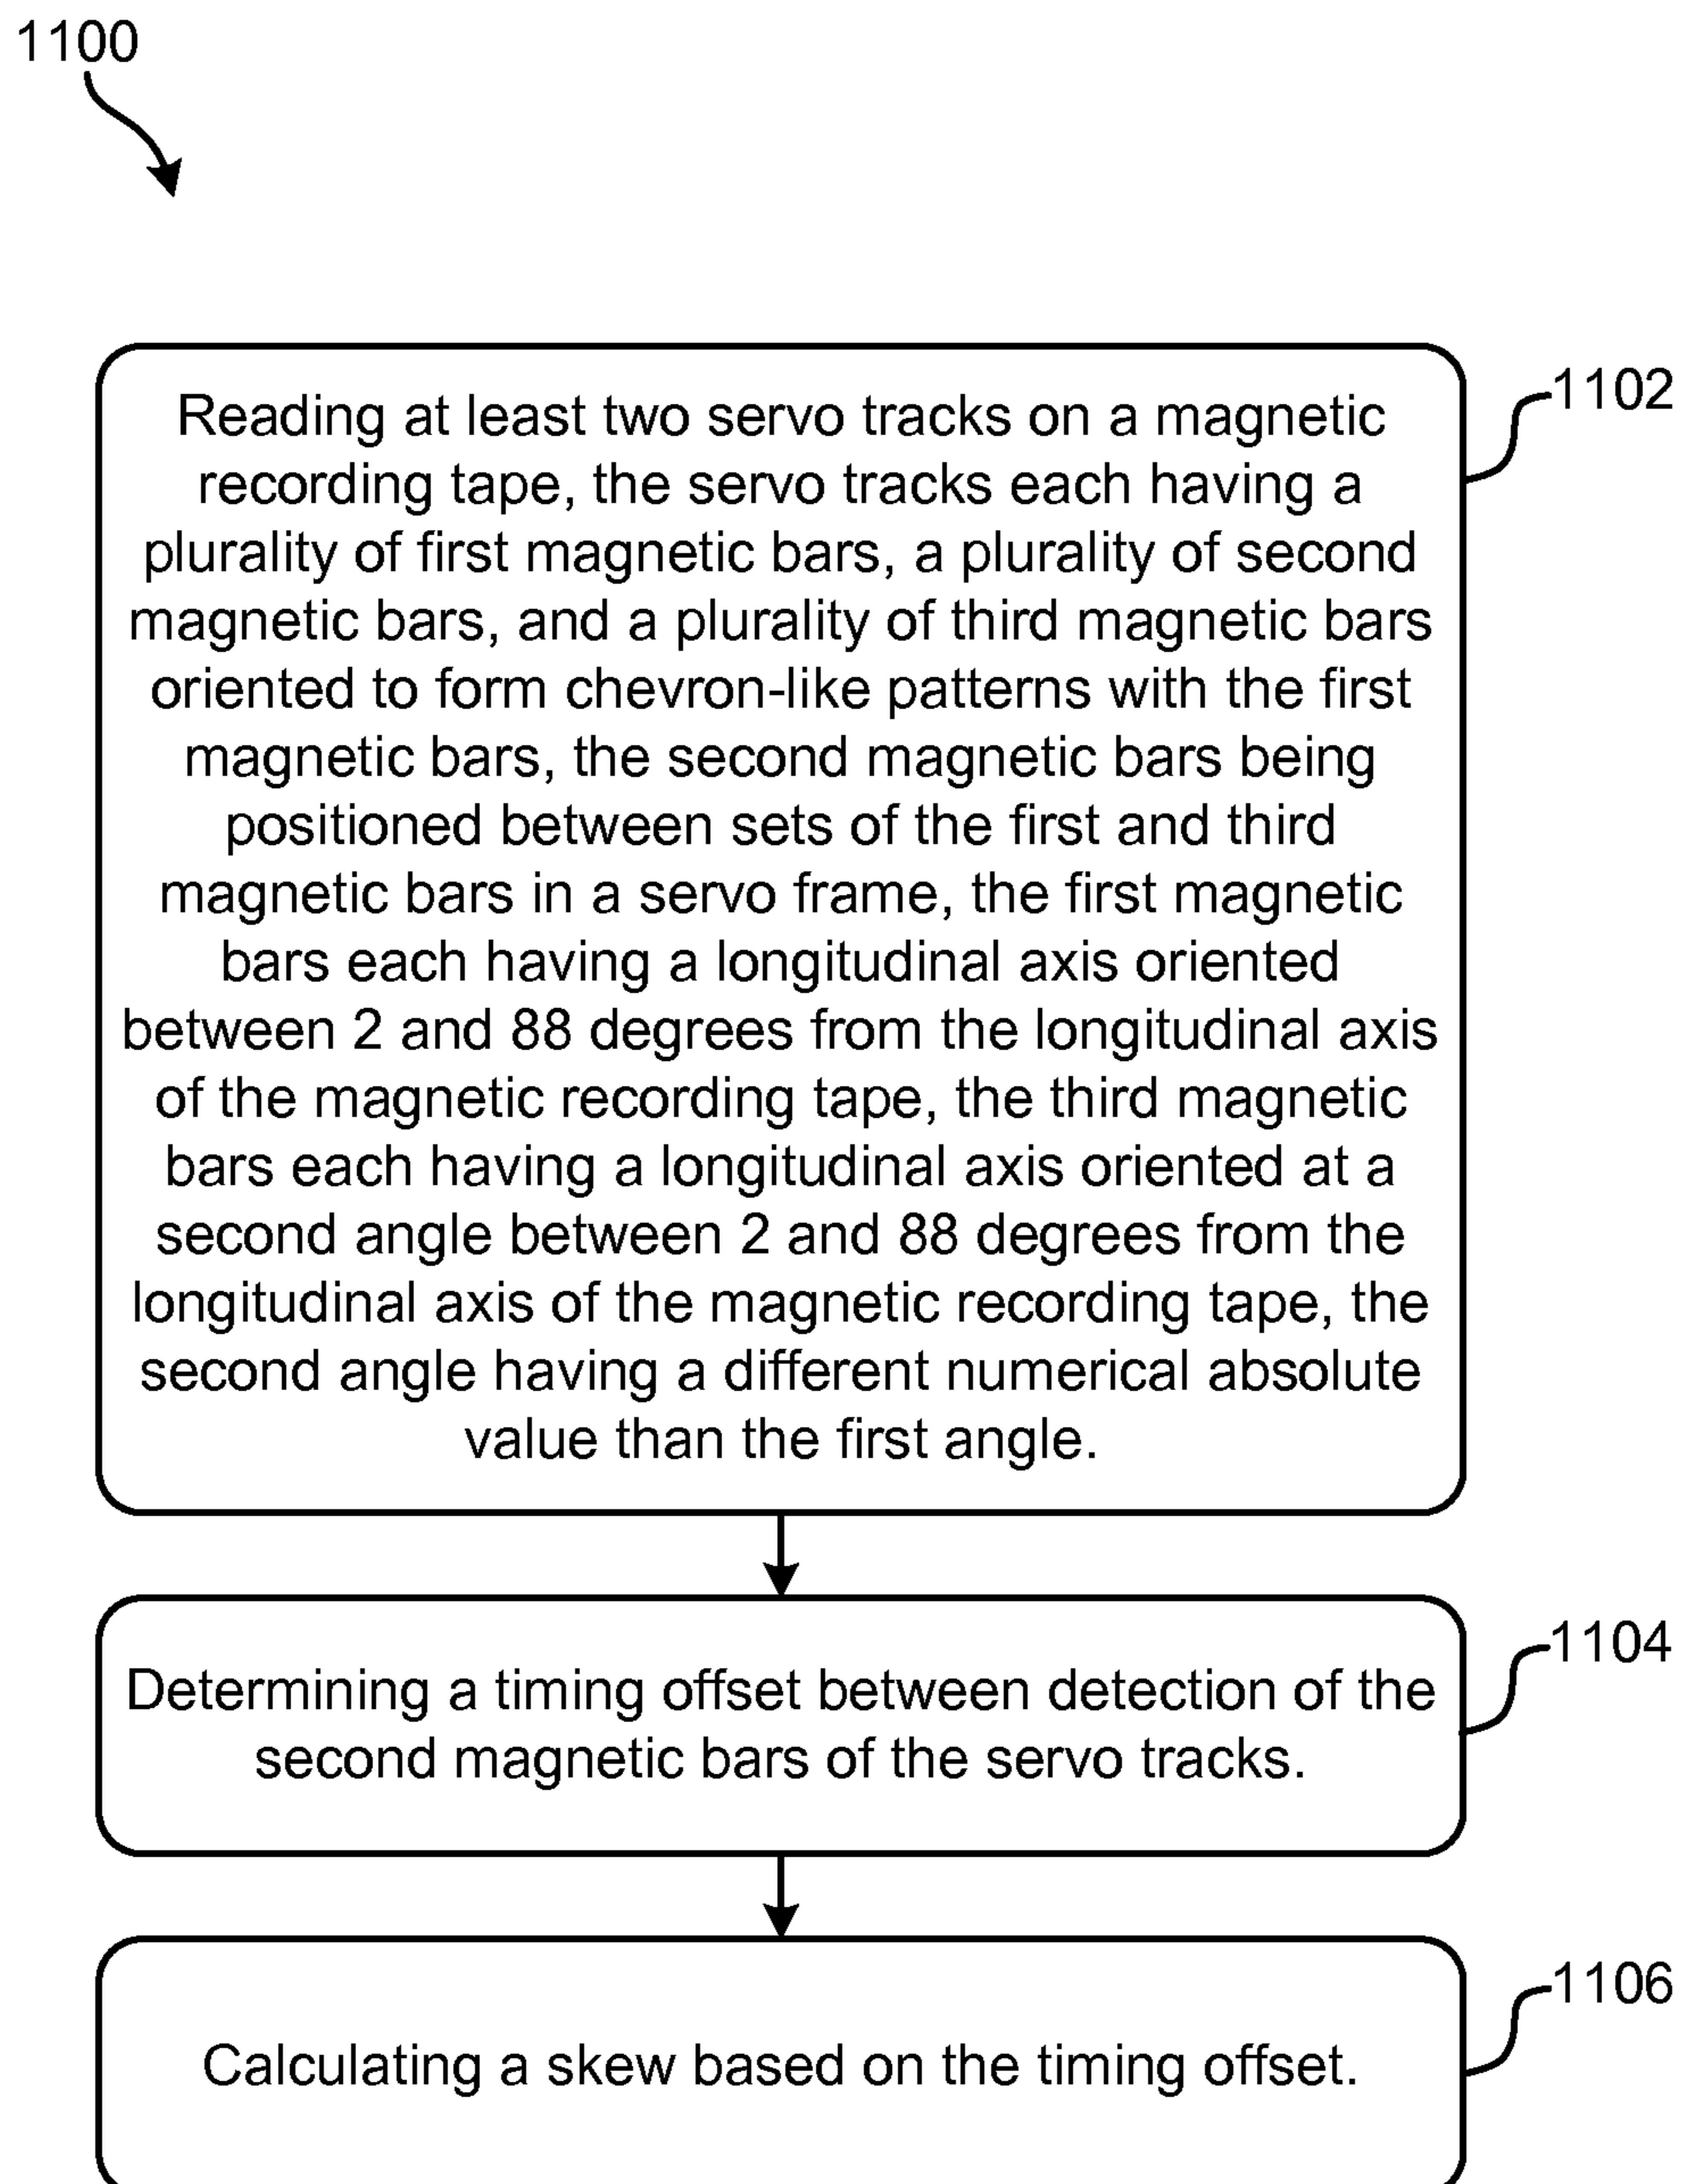 1100
1102
Reading at least two servo tracks on a magnetic
recording tape, the servo tracks each having a
plurality of first magnetic bars, a plurality of second
magnetic bars, and a plurality of third magnetic bars
oriented to form chevron-like patterns with the first
magnetic bars, the second magnetic bars being
positioned between sets of the first and third
magnetic bars in a servo frame, the first magnetic
bars each having a longitudinal axis oriented
between 2 and 88 degrees from the longitudinal axis
of the magnetic recording tape, the third magnetic
bars each having a longitudinal axis oriented at a
second angle between 2 and 88 degrees from the
longitudinal axis of the magnetic recording tape, the
second angle having a different numerical absolute
value than the first angle.
1104
Determining a timing offset between detection of the
second magnetic bars of the servo tracks.
1106
Calculating a skew based on the timing offset.